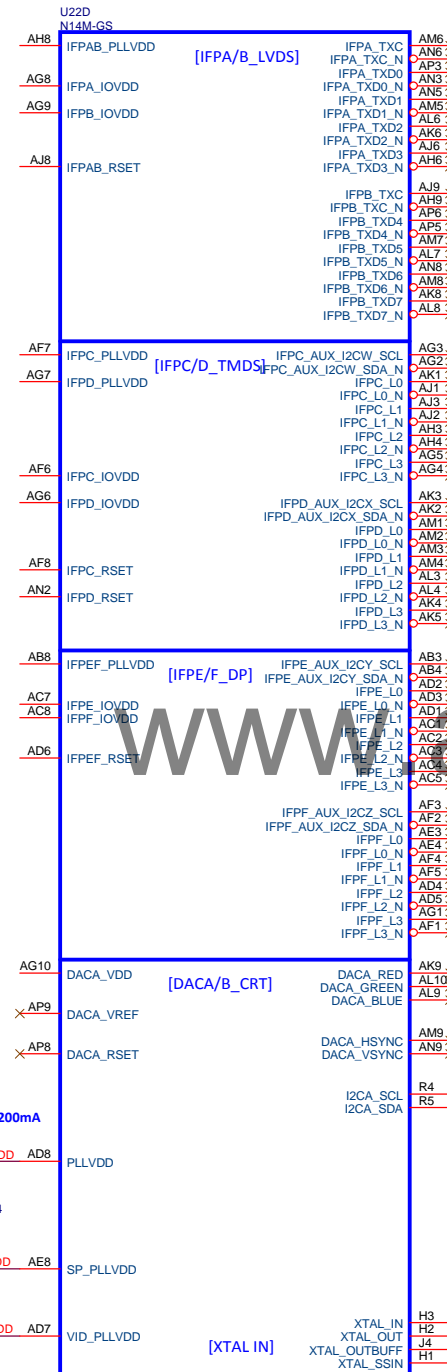 U22D
N14M-GS
AH8 IFPAB_PLLVDD [IFPA/B_LVDS] IFPA_TXC AM6
IFPA_TXC_N AN6
IFPA_TXD0 AP3
AG8 IFPA_IOVDD IFPA_TXD0_N AN3
IFPA_TXD1 AN5
AG9 IFPB_IOVDD IFPA_TXD1_N AM5
IFPA_TXD2 AL6
IFPA_TXD2_N AK6
IFPA_TXD3 AJ6
AJ8 IFPAB_RSET IFPA_TXD3_N AH6
IFPB_TXC AJ9
IFPB_TXC_N AH9
IFPB_TXD4 AP6
IFPB_TXD4_N AP5
IFPB_TXD5 AM7
IFPB_TXD5_N AL7
IFPB_TXD6 AN8
IFPB_TXD6_N AM8
IFPB_TXD7 AK8
IFPB_TXD7_N AL8
AF7 IFPC_PLLVDD [IFPC/D_TMDS] IFPC_AUX_I2CW_SCL AG3
IFPC_AUX_I2CW_SDA_N AG2
AG7 IFPD_PLLVDD IFPC_L0 AK1
IFPC_L0_N AJ1
IFPC_L1 AJ3
IFPC_L1_N AJ2
IFPC_L2 AH3
IFPC_L2_N AH4
IFPC_L3 AG5
AF6 IFPC_IOVDD IFPC_L3_N AG4
AG6 IFPD_IOVDD IFPD_AUX_I2CX_SCL AK3
IFPD_AUX_I2CX_SDA_N AK2
IFPD_L0 AM1
IFPD_L0_N AM2
IFPD_L1 AM3
AF8 IFPC_RSET IFPD_L1_N AM4
IFPD_L2 AL3
AN2 IFPD_RSET IFPD_L2_N AL4
IFPD_L3 AK4
IFPD_L3_N AK5
AB8 IFPEF_PLLVDD [IFPE/F_DP] IFPE_AUX_I2CY_SCL AB3
IFPE_AUX_I2CY_SDA_N AB4
IFPE_L0 AD2
AC7 IFPE_IOVDD IFPE_L0_N AD3
AC8 IFPF_IOVDD IFPE_L1 AD1
IFPE_L1_N AC1
IFPE_L2 AC2
AD6 IFPEF_RSET IFPE_L2_N AC3
IFPE_L3 AC4
IFPE_L3_N AC5
www.
IFPF_AUX_I2CZ_SCL AF3
IFPF_AUX_I2CZ_SDA_N AF2
IFPF_L0 AE3
IFPF_L0_N AE4
IFPF_L1 AF4
IFPF_L1_N AF5
IFPF_L2 AD4
IFPF_L2_N AD5
IFPF_L3 AG1
IFPF_L3_N AF1
AG10 DACA_VDD [DACA/B_CRT] DACA_RED AK9
DACA_GREEN AL10
DACA_BLUE AL9
AP9 DACA_VREF
DACA_HSYNC AM9
AP8 DACA_RSET DACA_VSYNC AN9
I2CA_SCL R4
I2CA_SDA R5
200mA
DD AD8 PLLVDD
DD AE8 SP_PLLVDD
XTAL_IN H3
DD AD7 VID_PLLVDD XTAL_OUT H2
[XTAL IN] XTAL_OUTBUFF J4
XTAL_SSIN H1